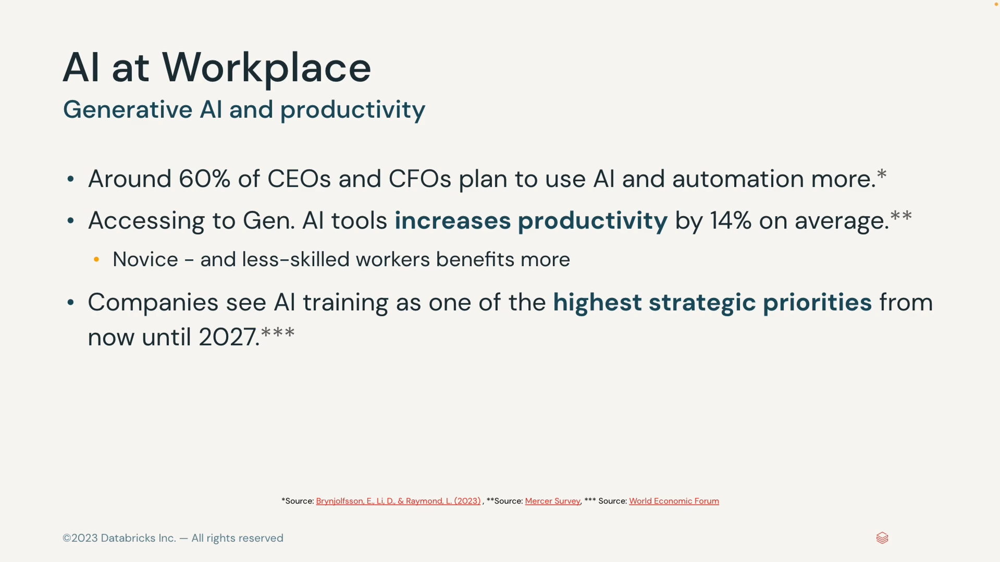 AI at Workplace
Generative AI and productivity
• Around 60% of CEOs and CFOs plan to use AI and automation more.*
• Accessing to Gen. AI tools increases productivity by 14% on average.**
• Novice - and less-skilled workers benefits more
• Companies see AI training as one of the highest strategic priorities from
now until 2027.***
*Source: Brynjolfsson, E., Li, D., & Raymond, L. (2023) , **Source: Mercer Survey, *** Source: World Economic Forum
©2023 Databricks Inc. — All rights reserved